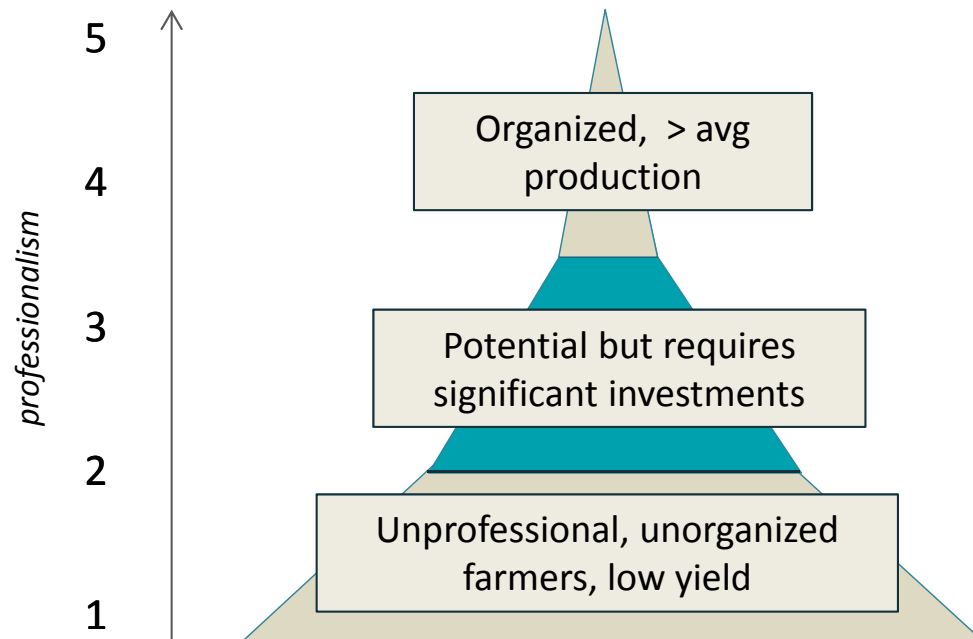 5
Organized, > avg
production
4
professionalism
3
Potential but requires
significant investments
2
Unprofessional, unorganized
farmers, low yield
1